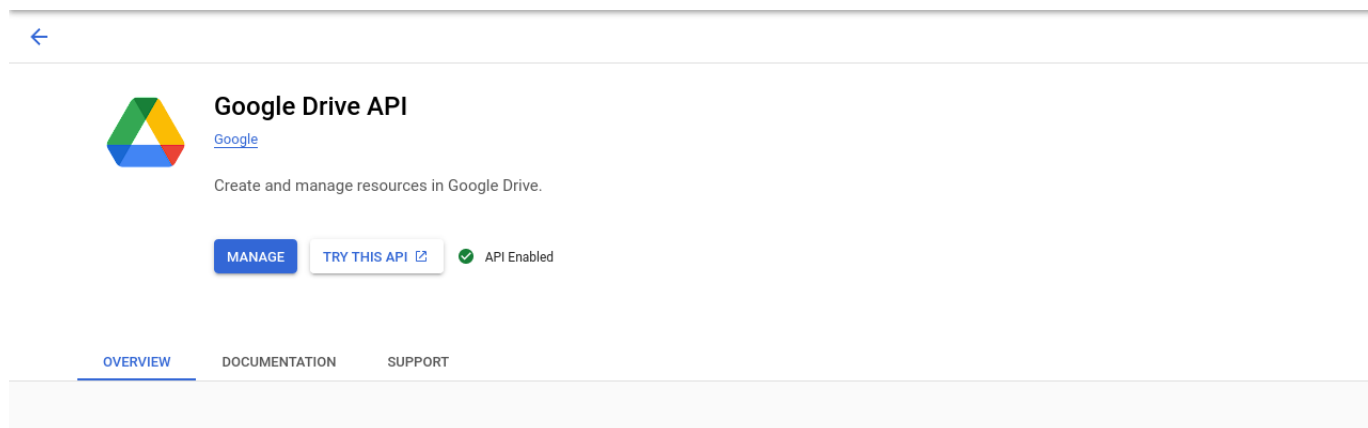 Google Drive API
Google
Create and manage resources in Google Drive.
MANAGE TRY THIS API API Enabled
OVERVIEW DOCUMENTATION SUPPORT